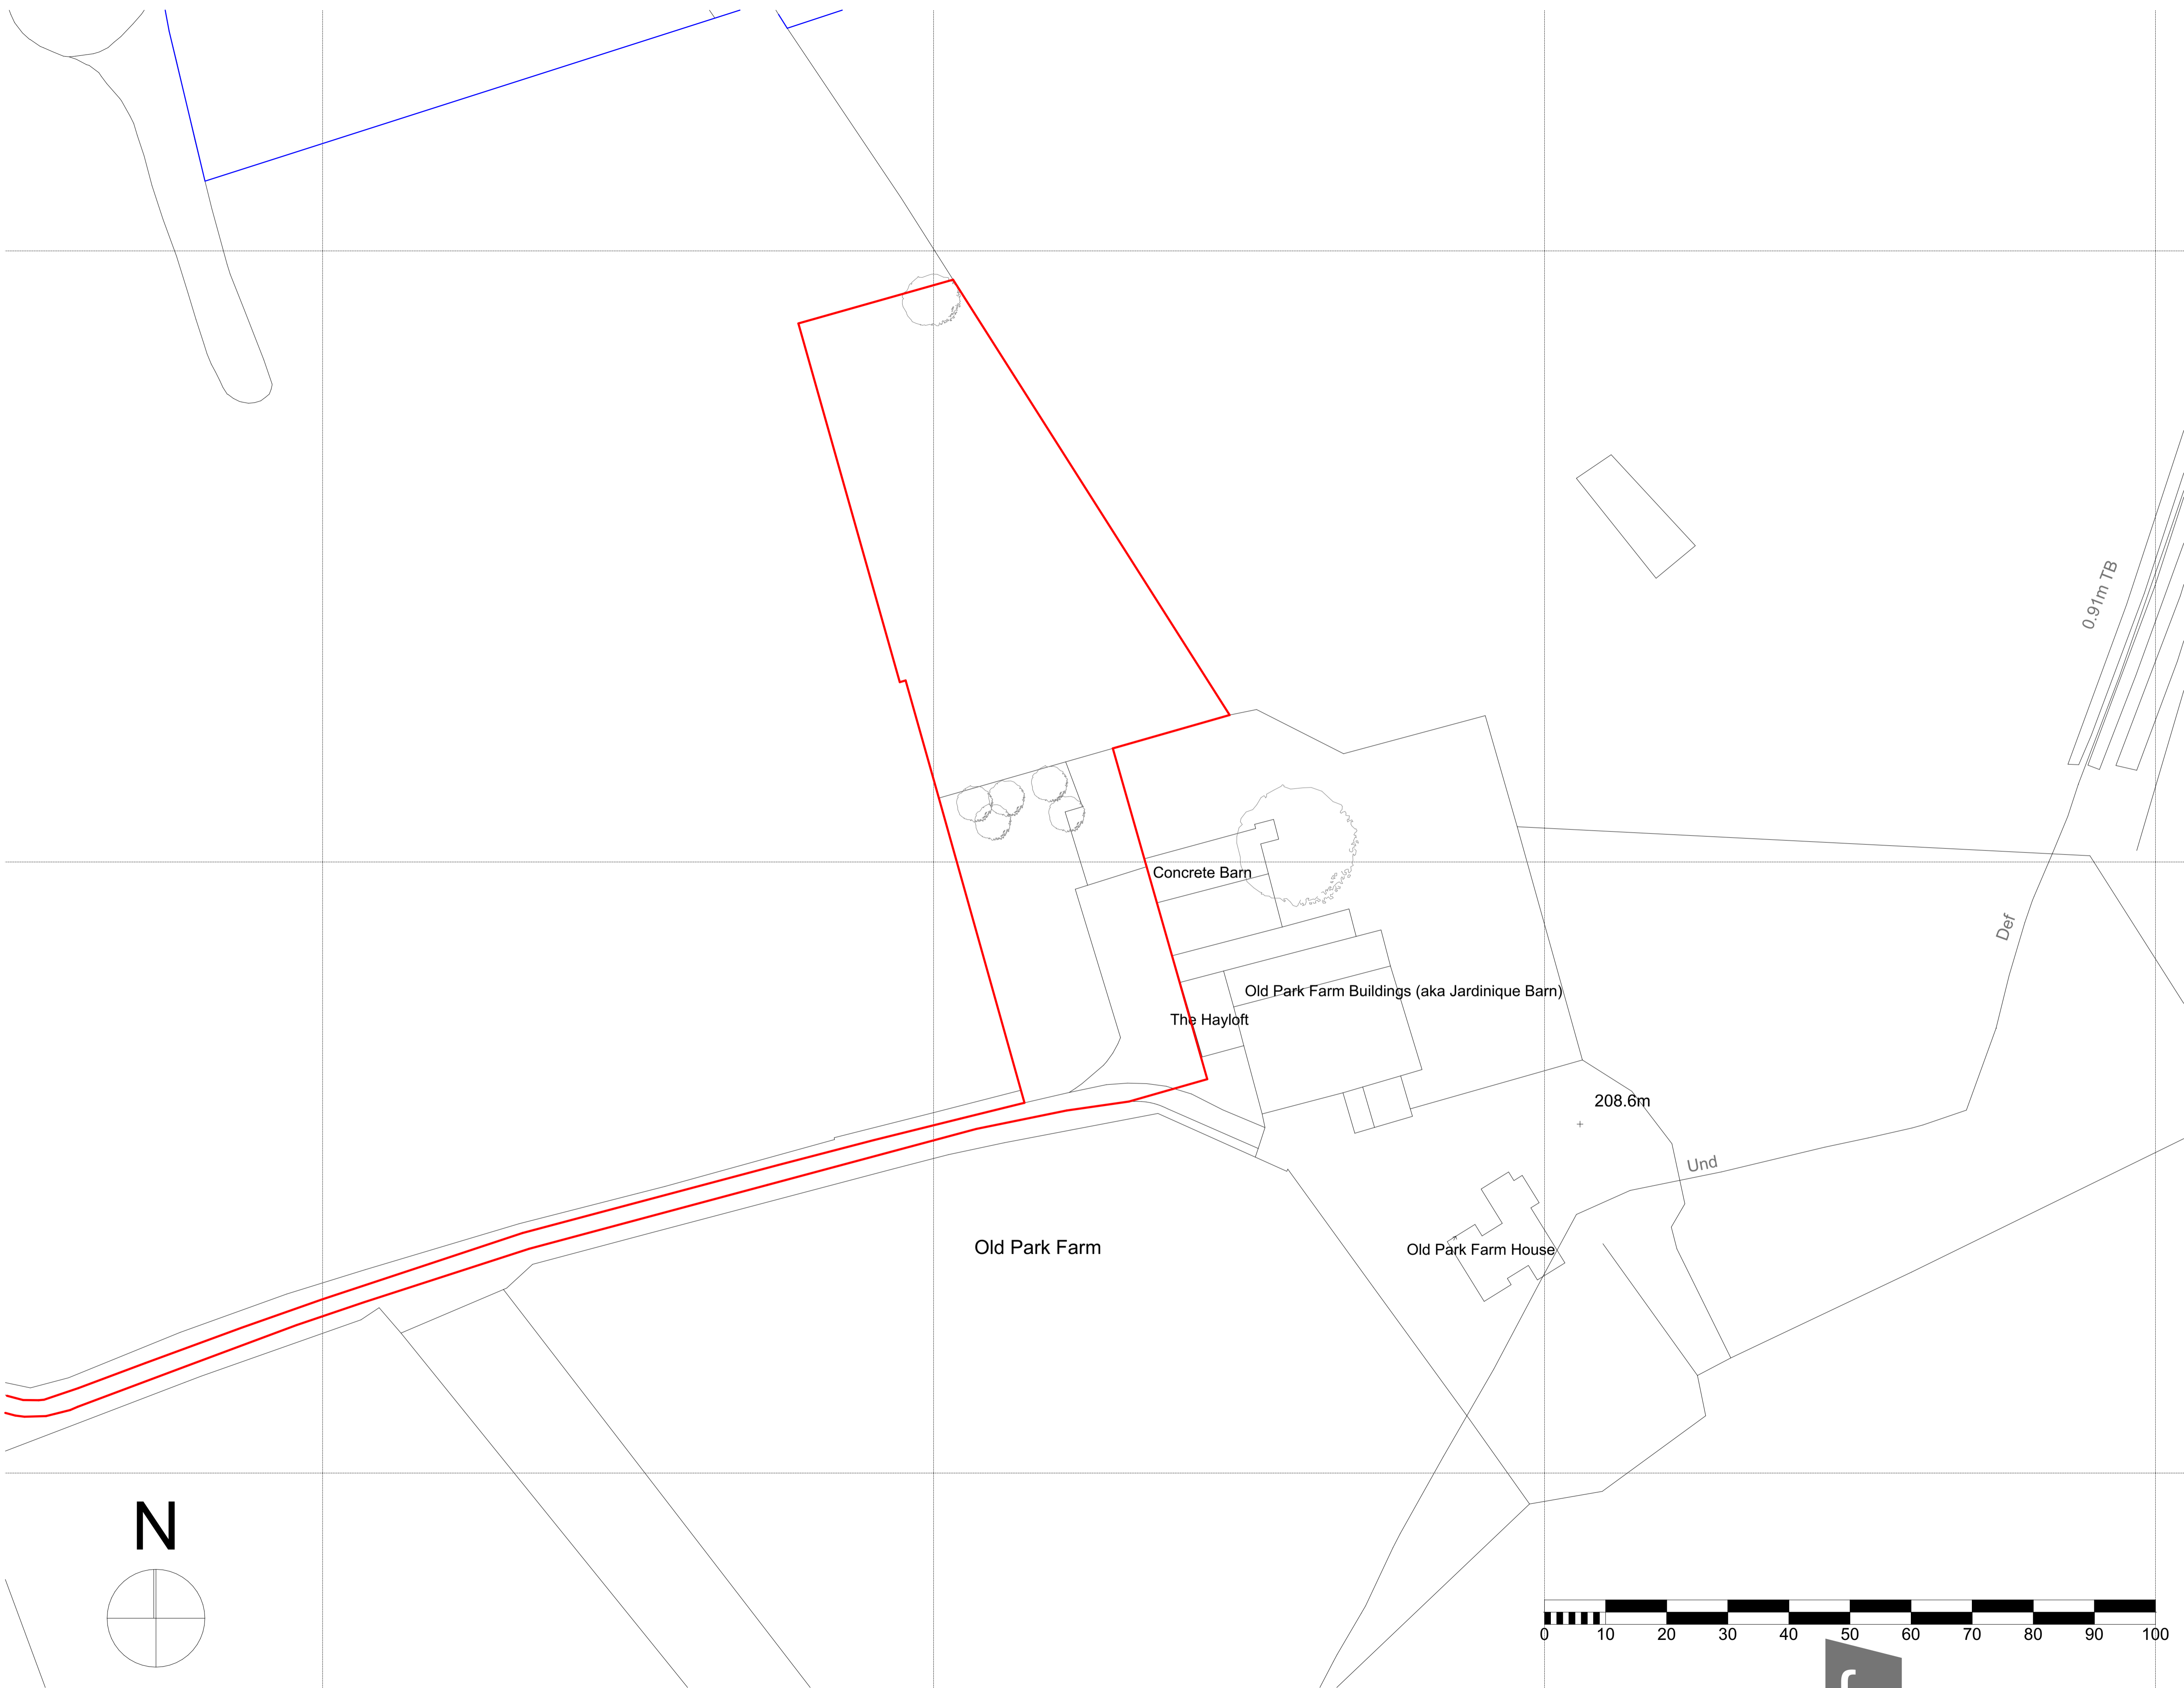 0.91m TB
Concrete Barn
Def
Old Park Farm Buildings (aka Jardinique Barn)
The Hayloft
208.6m
Und
Old Park Farm
Old Park Farm House
N
0 10 20 30 40 50 60 70 80 90 100